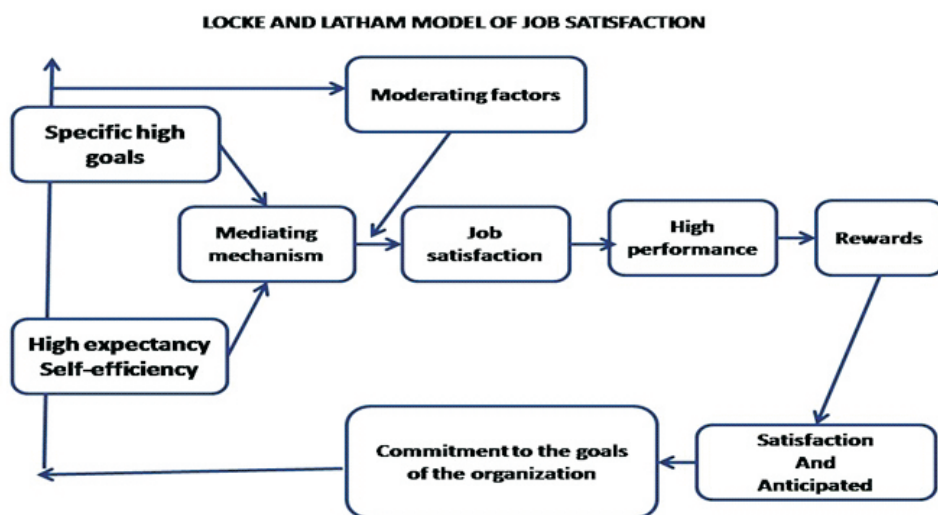 LOCKE AND LATHAM MODEL OF JOB SATISFACTION
Moderating factors
Specific high
goals
Mediating
mechanism
Job
satisfaction
High
performance
Rewards
High expectancy
Self-efficiency
Commitment to the goals
of the organization
Satisfaction
And
Anticipated